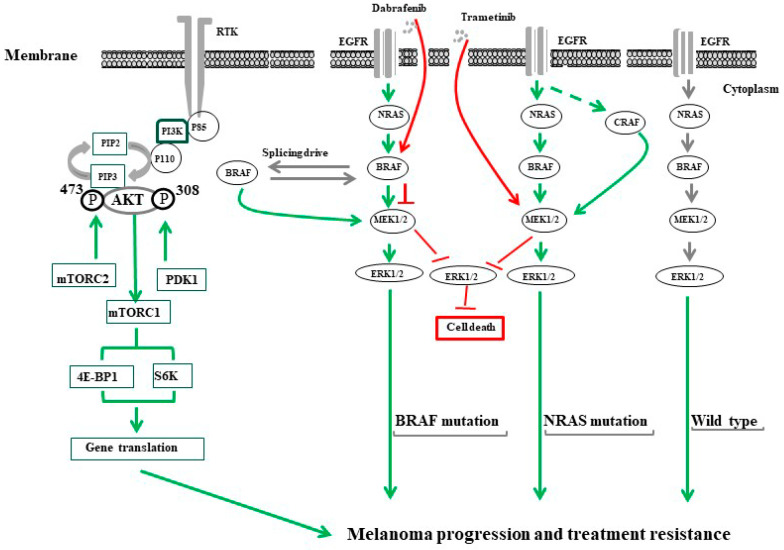 Dabrafenib
Trametinib
RTK
EGFR
EGFR
EGFR
Membrane
Cytoplasm
NRAS
NRAS
CRAF
NRAS
PI3K
P85
PIP2
P110
Splicing drive
BRAF
BRAF
BRAF
BRAF
PIP3
473
308
P
AKT
P
MEK1/2
MEK1/2
MEK1/2
mTORC2
PDK1
ERK1/2
ERK1/2
ERK1/2
ERK1/2
mTORC1
Cell death
4E-BP1
S6K
BRAF mutation
NRAS mutation
Wild type
Gene translation
Melanoma progression and treatment resistance